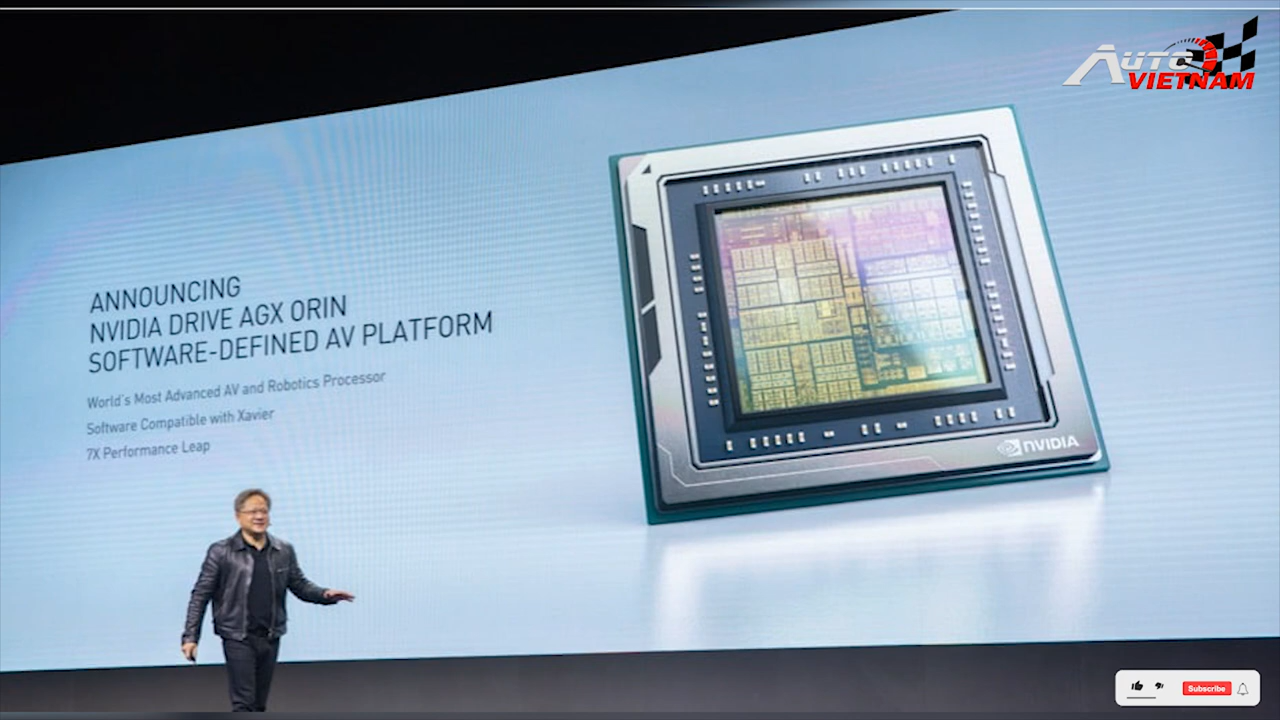 AUTO
VIETNAM
ANNOUNCING
NVIDIA DRIVE AGX ORIN
SOFTWARE-DEFINED AV PLATFORM
World's Most Advanced AV and Robotics Processor
Software Compatible with Xavier
7X Performance Leap
NVIDIA
Subscribe